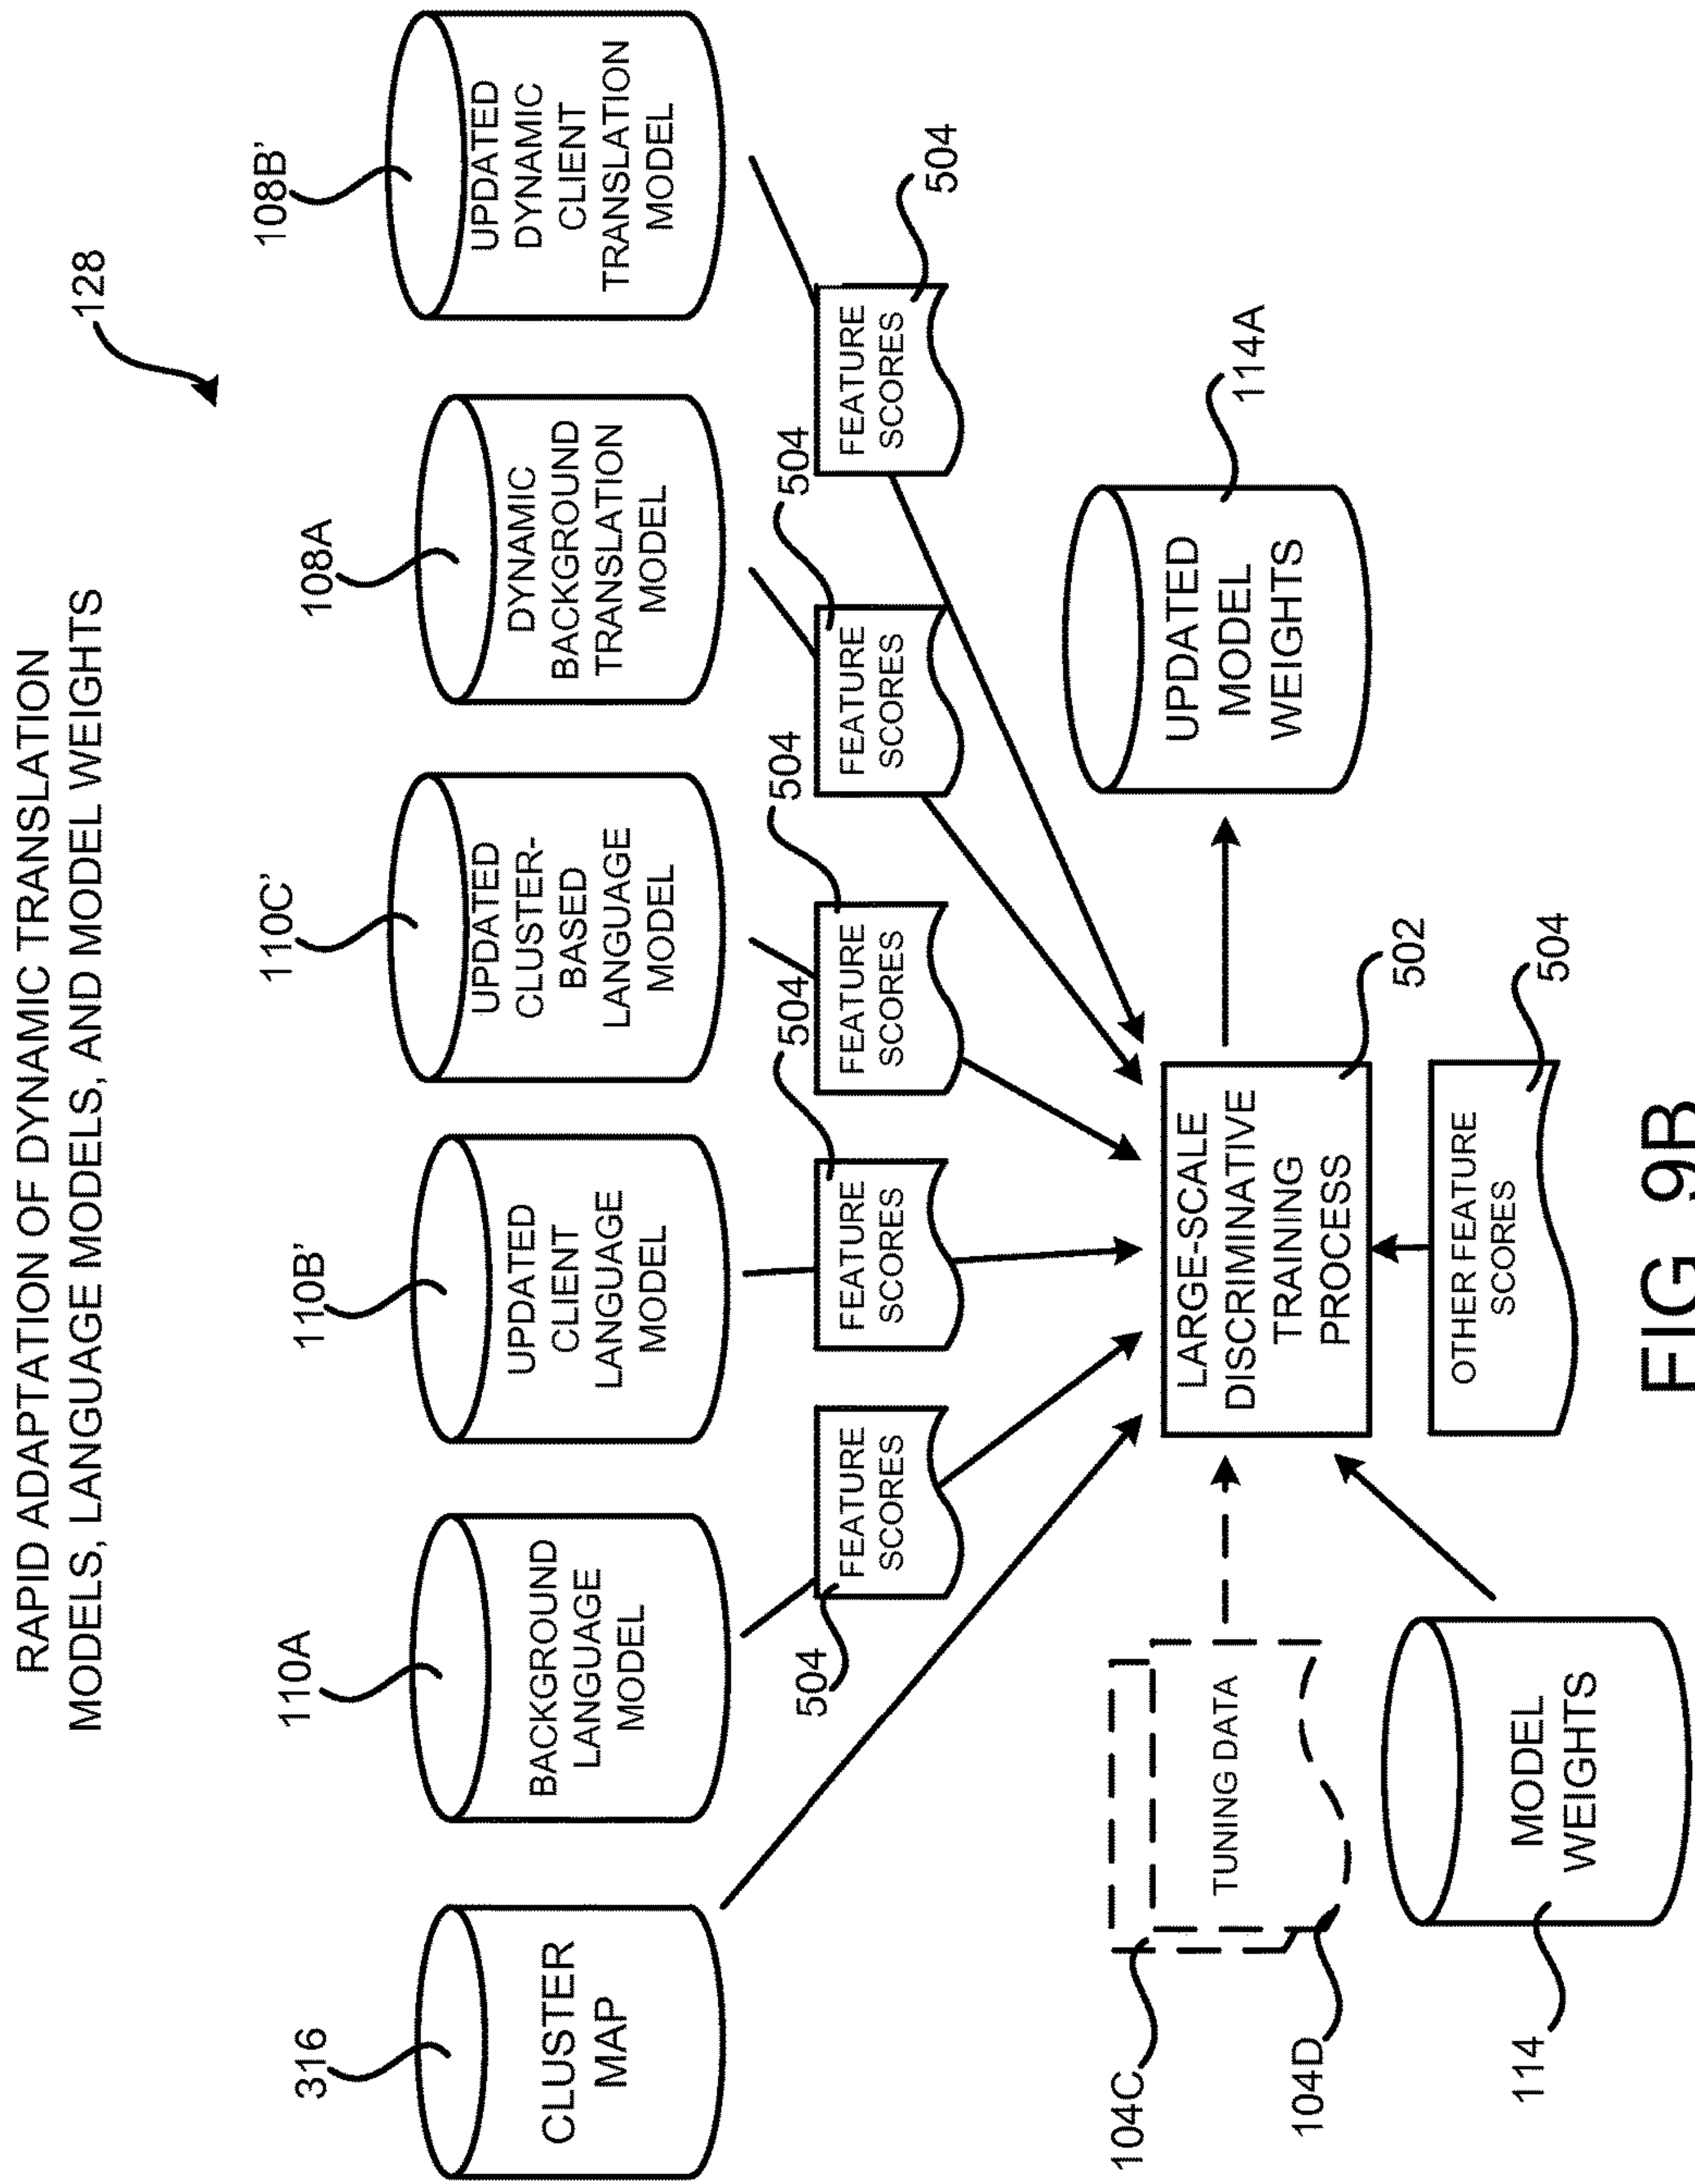 RAPID ADAPTATION OF DYNAMIC TRANSLATION
MODELS, LANGUAGE MODELS, AND MODEL WEIGHTS
128
316
110A
110B'
110C'
108A
108B'
CLUSTER
MAP
BACKGROUND
LANGUAGE
MODEL
UPDATED
CLIENT
LANGUAGE
MODEL
UPDATED
CLUSTER-
BASED
LANGUAGE
MODEL
DYNAMIC
BACKGROUND
TRANSLATION
MODEL
UPDATED
DYNAMIC
CLIENT
TRANSLATION
MODEL
504
FEATURE
SCORES
504
FEATURE
SCORES
504
FEATURE
SCORES
504
FEATURE
SCORES
504
FEATURE
SCORES
104C
TUNING DATA
104D
LARGE-SCALE
DISCRIMINATIVE
TRAINING
PROCESS
502
UPDATED
MODEL
WEIGHTS
114A
114
MODEL
WEIGHTS
OTHER FEATURE
SCORES
504
FIG 9B